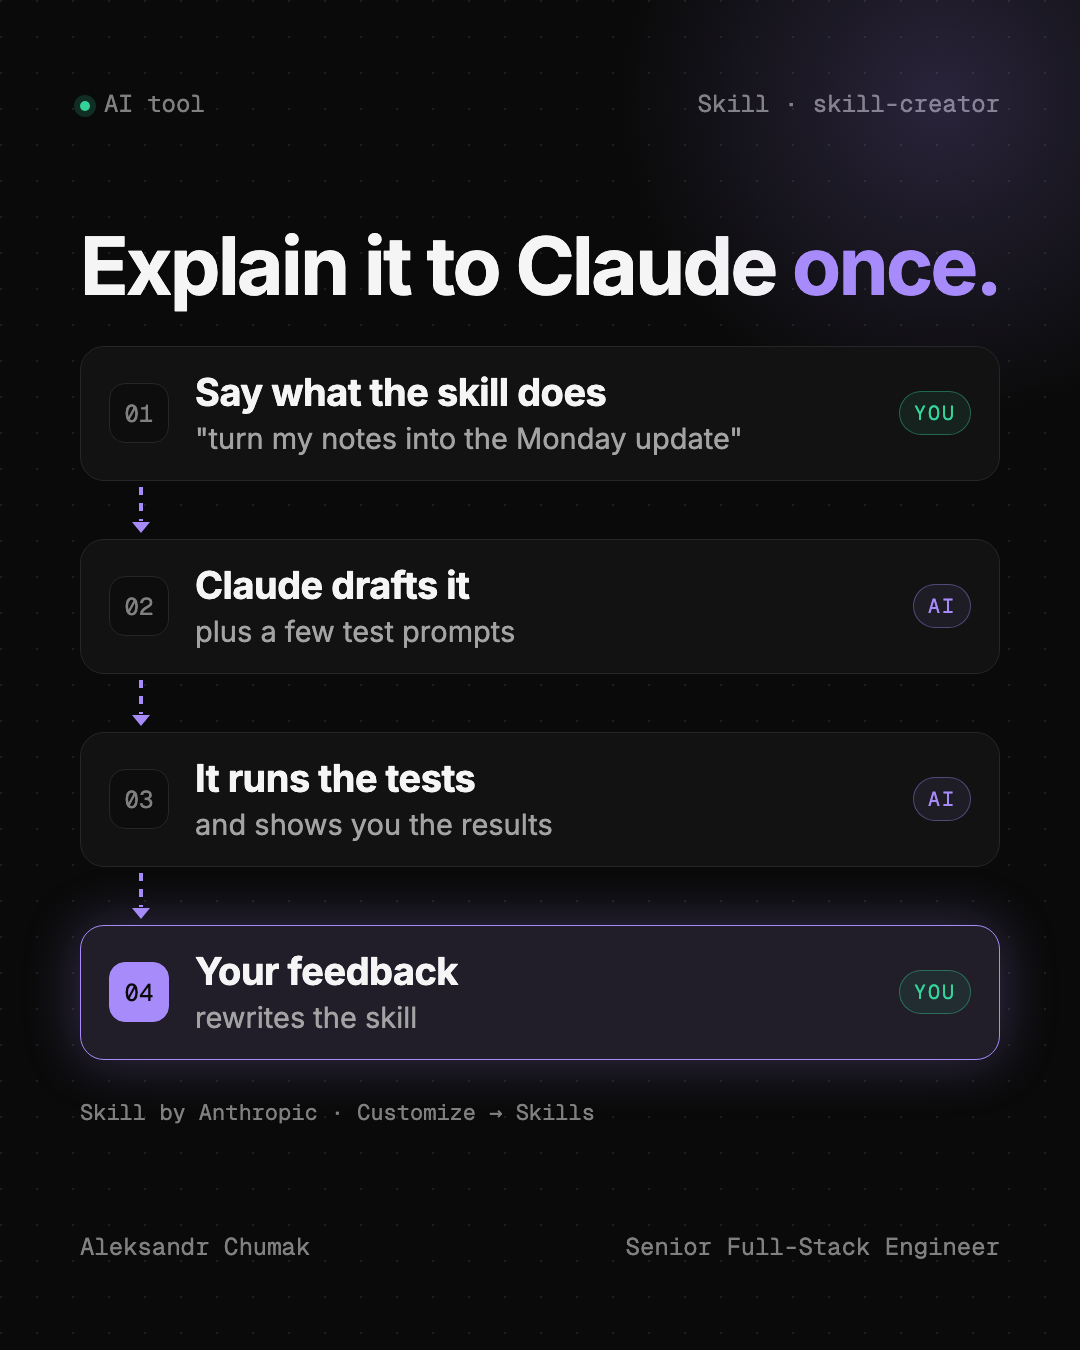 AI tool
Skill · skill-creator
Explain it to Claude once.
01
Say what the skill does
"turn my notes into the Monday update"
YOU
02
Claude drafts it
plus a few test prompts
AI
03
It runs the tests
and shows you the results
AI
04
Your feedback
rewrites the skill
YOU
Skill by Anthropic · Customize → Skills
Aleksandr Chumak
Senior Full-Stack Engineer